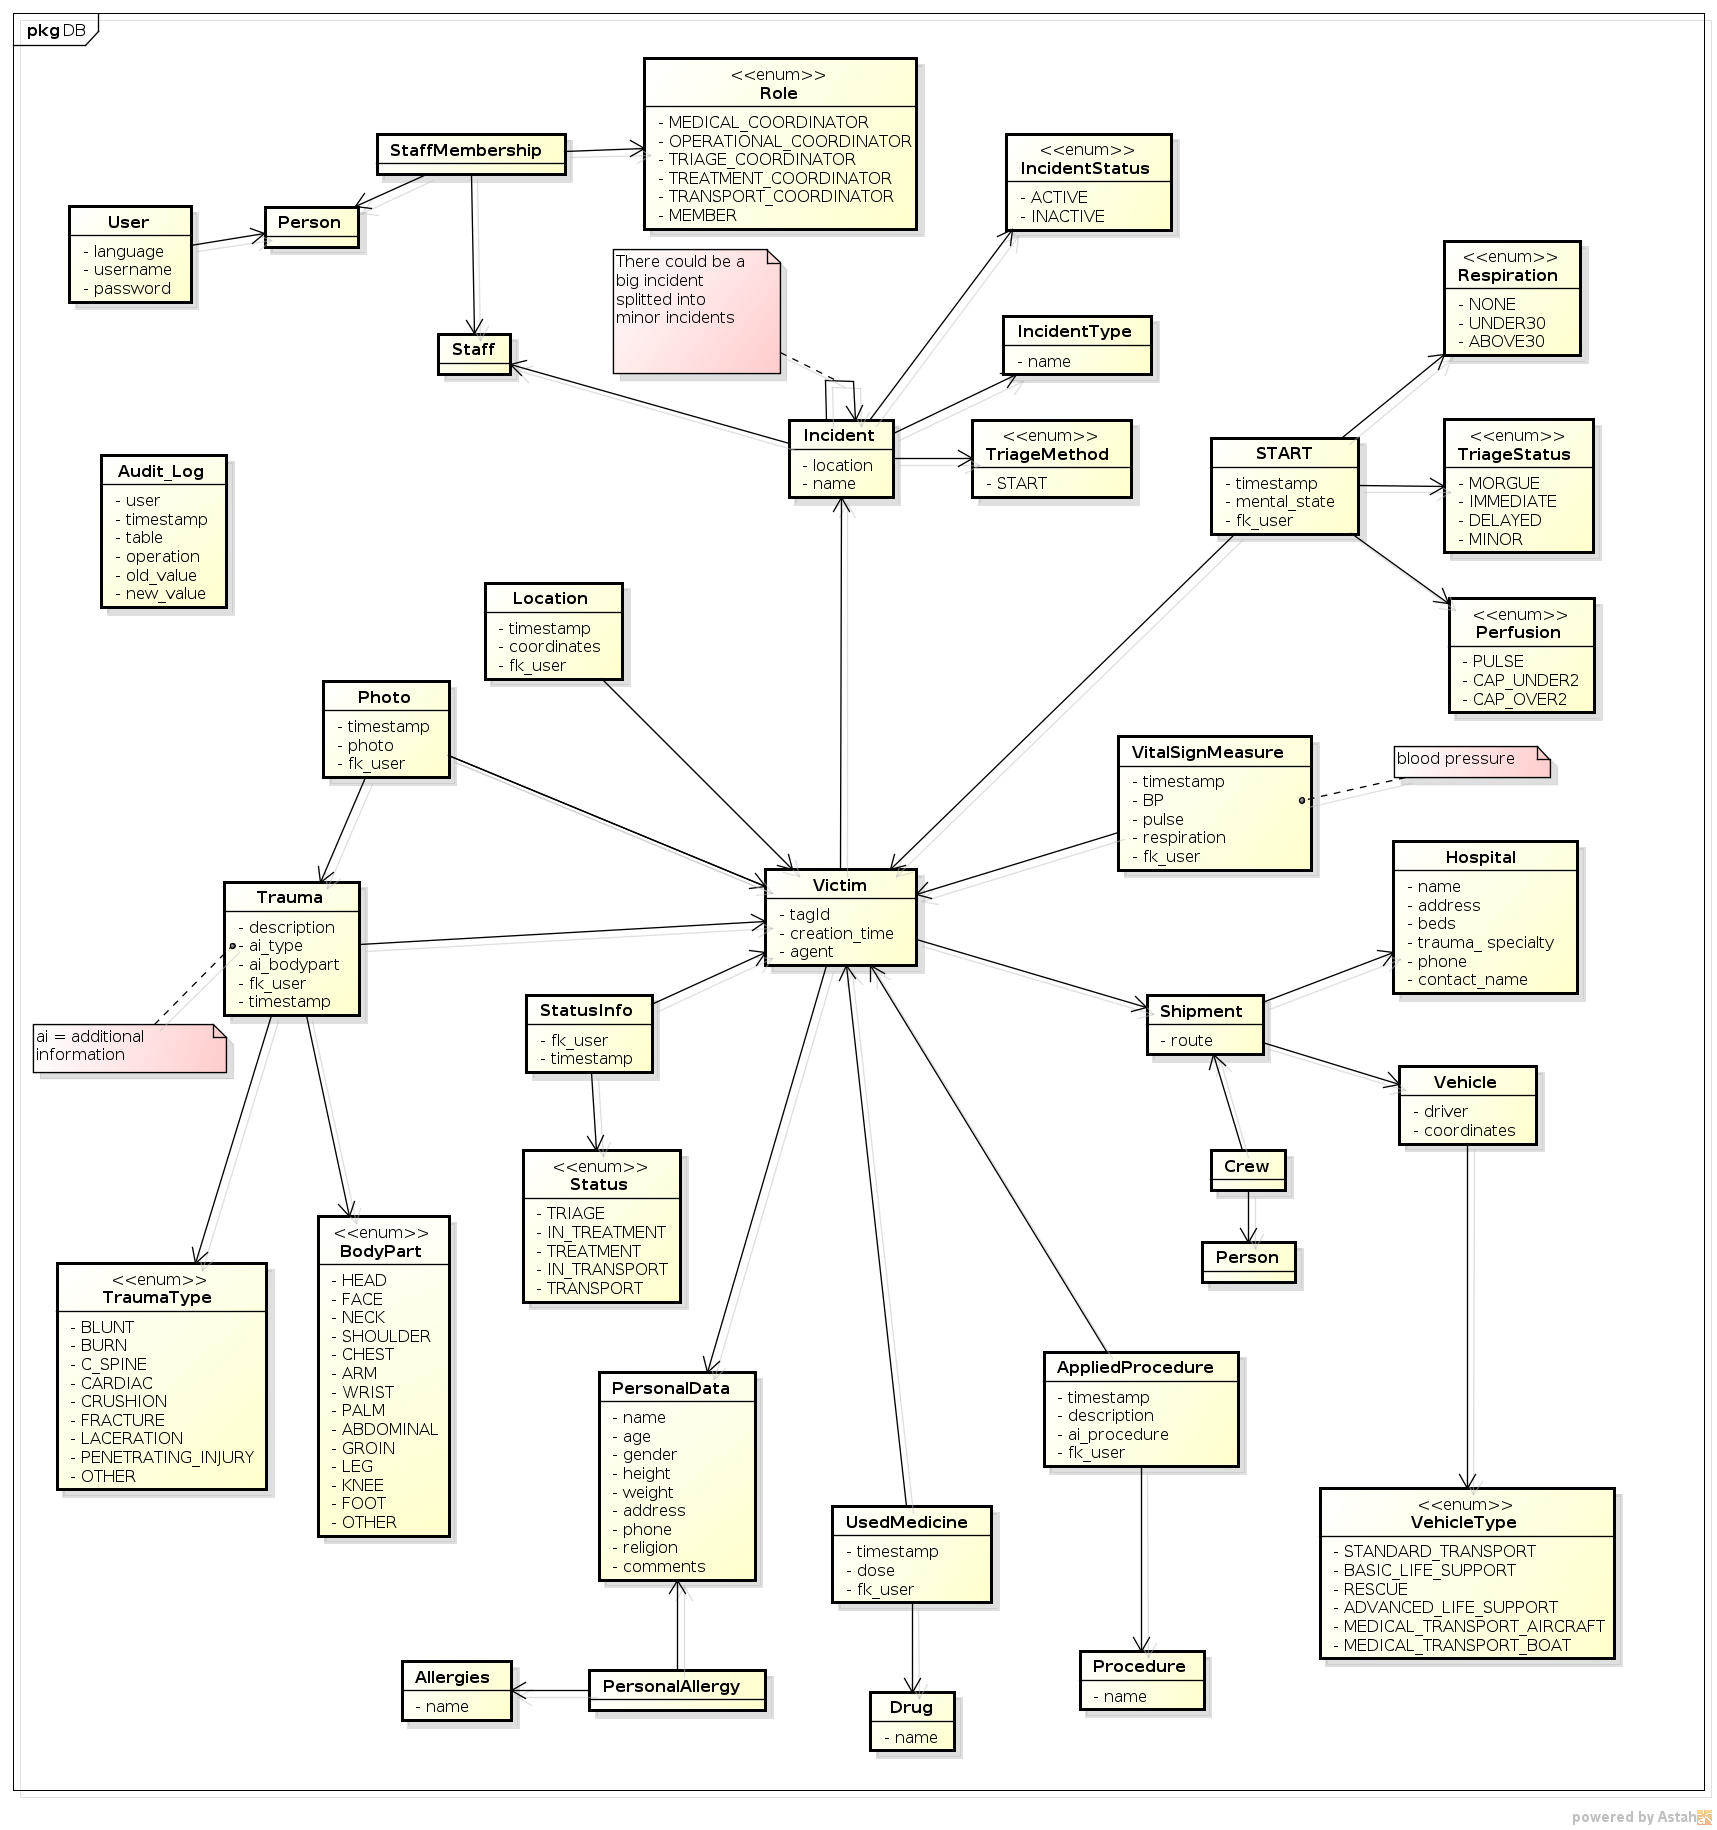 pkg DB
<<enum>>
Role
- MEDICAL_COORDINATOR
- OPERATIONAL_COORDINATOR
- TRIAGE_COORDINATOR
- TREATMENT_COORDINATOR
- TRANSPORT_COORDINATOR
- MEMBER
StaffMembership
<<enum>>
IncidentStatus
- ACTIVE
- INACTIVE
User
- language
- username
- password
Person
There could be a
big incident
splitted into
minor incidents
<<enum>>
Respiration
- NONE
- UNDER30
- ABOVE30
Staff
IncidentType
- name
Incident
- location
- name
<<enum>>
TriageMethod
- START
START
- timestamp
- mental_state
- fk_user
<<enum>>
TriageStatus
- MORGUE
- IMMEDIATE
- DELAYED
- MINOR
Audit_Log
- user
- timestamp
- table
- operation
- old_value
- new_value
Location
- timestamp
- coordinates
- fk_user
<<enum>>
Perfusion
- PULSE
- CAP_UNDER2
- CAP_OVER2
Photo
- timestamp
- photo
- fk_user
VitalSignMeasure
- timestamp
- BP
- pulse
- respiration
- fk_user
blood pressure
Trauma
- description
- ai_type
- ai_bodypart
- fk_user
- timestamp
Victim
- tagId
- creation_time
- agent
Hospital
- name
- address
- beds
- trauma_ specialty
- phone
- contact_name
ai = additional
information
StatusInfo
- fk_user
- timestamp
Shipment
- route
Vehicle
- driver
- coordinates
<<enum>>
Status
- TRIAGE
- IN_TREATMENT
- TREATMENT
- IN_TRANSPORT
- TRANSPORT
Crew
Person
<<enum>>
TraumaType
- BLUNT
- BURN
- C_SPINE
- CARDIAC
- CRUSHION
- FRACTURE
- LACERATION
- PENETRATING_INJURY
- OTHER
<<enum>>
BodyPart
- HEAD
- FACE
- NECK
- SHOULDER
- CHEST
- ARM
- WRIST
- PALM
- ABDOMINAL
- GROIN
- LEG
- KNEE
- FOOT
- OTHER
PersonalData
- name
- age
- gender
- height
- weight
- address
- phone
- religion
- comments
AppliedProcedure
- timestamp
- description
- ai_procedure
- fk_user
UsedMedicine
- timestamp
- dose
- fk_user
<<enum>>
VehicleType
- STANDARD_TRANSPORT
- BASIC_LIFE_SUPPORT
- RESCUE
- ADVANCED_LIFE_SUPPORT
- MEDICAL_TRANSPORT_AIRCRAFT
- MEDICAL_TRANSPORT_BOAT
Allergies
- name
PersonalAllergy
Drug
- name
Procedure
- name
powered by Astah